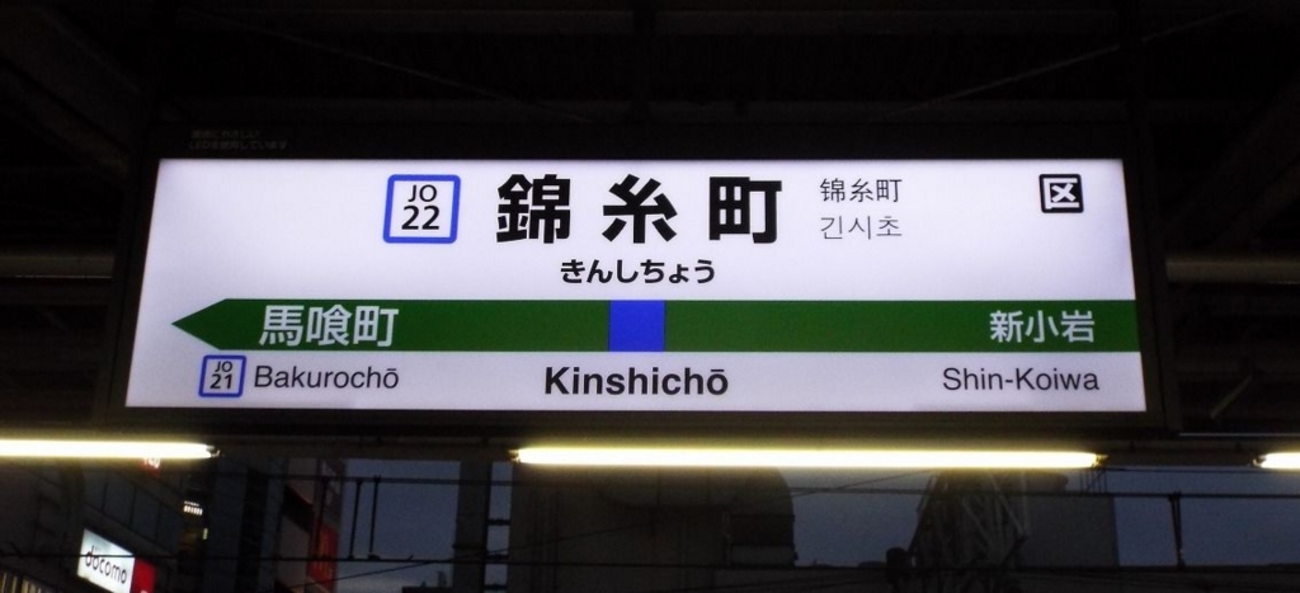 JO
22
錦糸町
锦糸町
긴시초
区
きんしちょう
馬喰町
新小岩
JO
21
Bakurochō
Kinshichō
Shin-Koiwa
döcomo